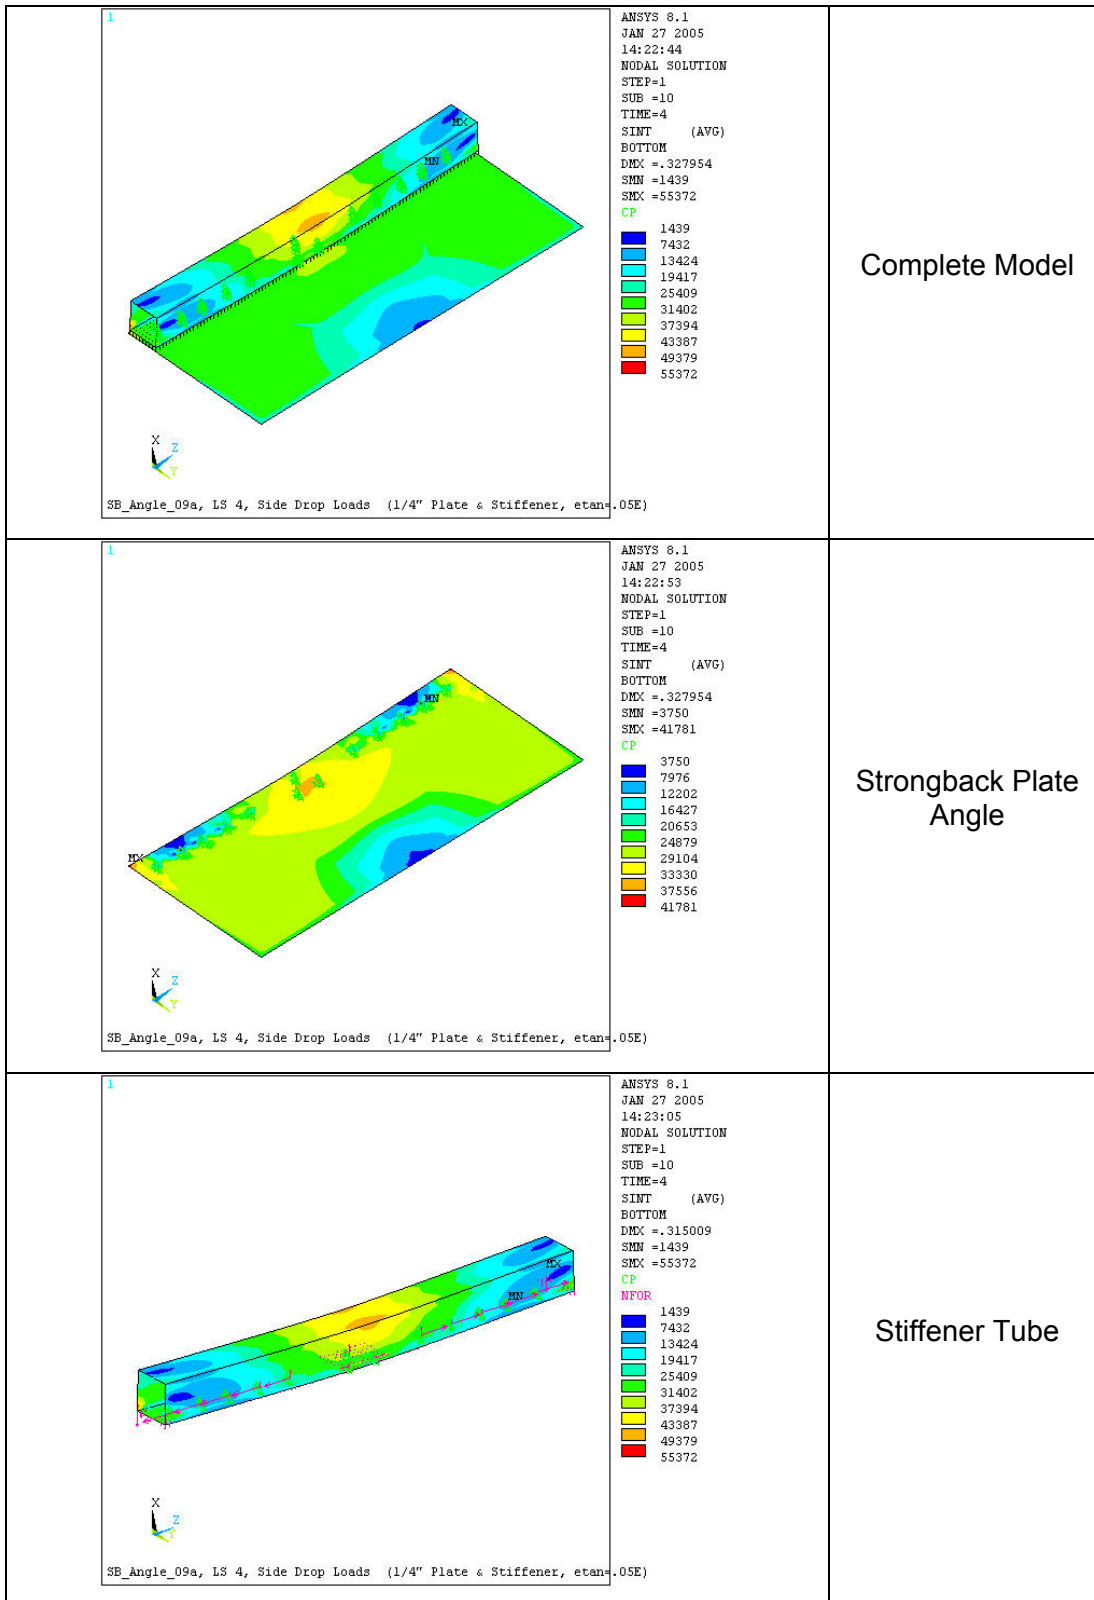 1
ANSYS 8.1
JAN 27 2005
14:22:44
NODAL SOLUTION
STEP=1
SUB =10
TIME=4
SINT (AVG)
BOTTOM
DMX =.327954
SMN =1439
SMX =55372
CP
1439
7432
13424
19417
25409
31402
37394
43387
49379
55372
MX
MN
X
Z
Y
SB_Angle_09a, LS 4, Side Drop Loads (1/4" Plate & Stiffener, etan=.05E)
Complete Model
1
ANSYS 8.1
JAN 27 2005
14:22:53
NODAL SOLUTION
STEP=1
SUB =10
TIME=4
SINT (AVG)
BOTTOM
DMX =.327954
SMN =3750
SMX =41781
CP
3750
7976
12202
16427
20653
24879
29104
33330
37556
41781
MN
MX
X
Z
Y
SB_Angle_09a, LS 4, Side Drop Loads (1/4" Plate & Stiffener, etan=.05E)
Strongback Plate
Angle
1
ANSYS 8.1
JAN 27 2005
14:23:05
NODAL SOLUTION
STEP=1
SUB =10
TIME=4
SINT (AVG)
BOTTOM
DMX =.315009
SMN =1439
SMX =55372
CP
NFOR
1439
7432
13424
19417
25409
31402
37394
43387
49379
55372
MX
MN
X
Z
Y
SB_Angle_09a, LS 4, Side Drop Loads (1/4" Plate & Stiffener, etan=.05E)
Stiffener Tube